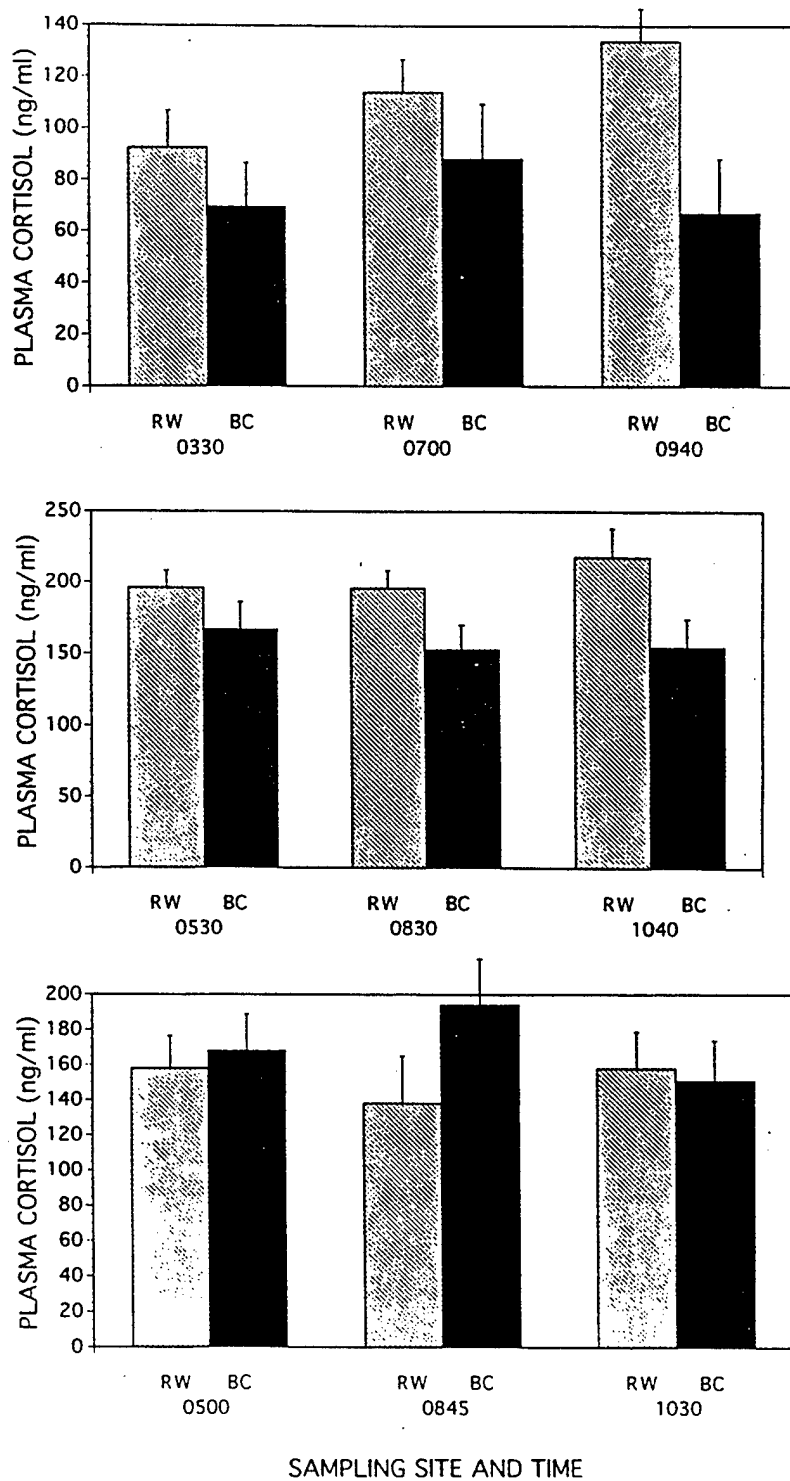 PLASMA CORTISOL (ng/ml)
140
120
100
80
60
40
20
0
RW BC RW BC RW BC
0330 0700 0940
PLASMA CORTISOL (ng/ml)
250
200
150
100
50
0
RW BC RW BC RW BC
0530 0830 1040
PLASMA CORTISOL (ng/ml)
200
180
160
140
120
100
80
60
40
20
0
RW BC RW BC RW BC
0500 0845 1030
SAMPLING SITE AND TIME